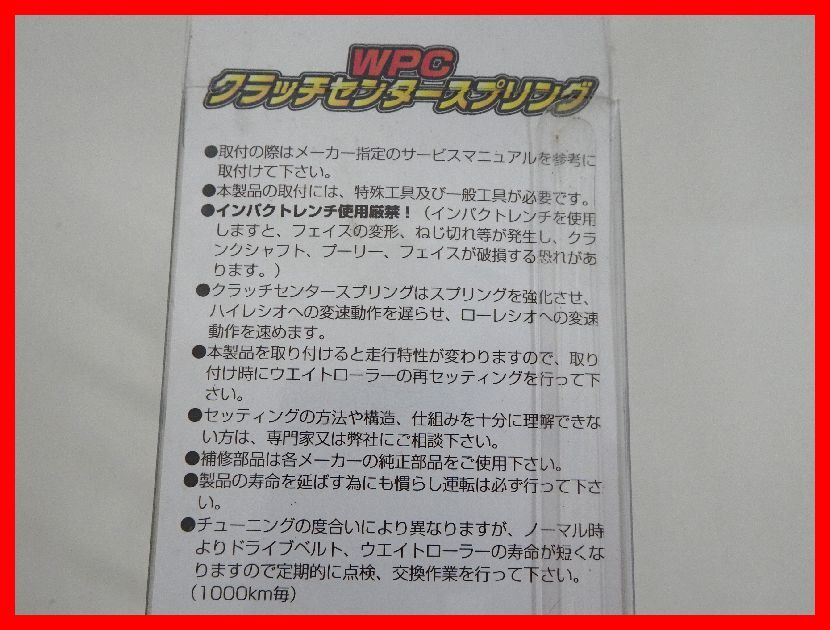 WPC
クラッチセンタースプリング
●取付の際はメーカー指定のサービスマニュアルを参考に
取付けて下さい。
●本製品の取付には、特殊工具及び一般工具が必要です。
●インパクトレンチ使用厳禁！（インパクトレンチを使用
しますと、フェイスの変形、ねじ切れ等が発生し、クラ
ンクシャフト、プーリー、フェイスが破損する恐れがあ
ります。）
●クラッチセンタースプリングはスプリングを強化させ、
ハイレシオへの変速動作を遅らせ、ローレシオへの変速
動作を速めます。
●本製品を取り付けると走行特性が変わりますので、取り
付け時にウエイトローラーの再セッティングを行って下
さい。
●セッティングの方法や構造、仕組みを十分に理解できな
い方は、専門家又は弊社にご相談下さい。
●補修部品は各メーカーの純正部品をご使用下さい。
●製品の寿命を延ばす為にも慣らし運転は必ず行って下さ
い。
●チューニングの度合いにより異なりますが、ノーマル時
よりドライブベルト、ウエイトローラーの寿命が短くな
りますので定期的に点検、交換作業を行って下さい。
（1000km毎）